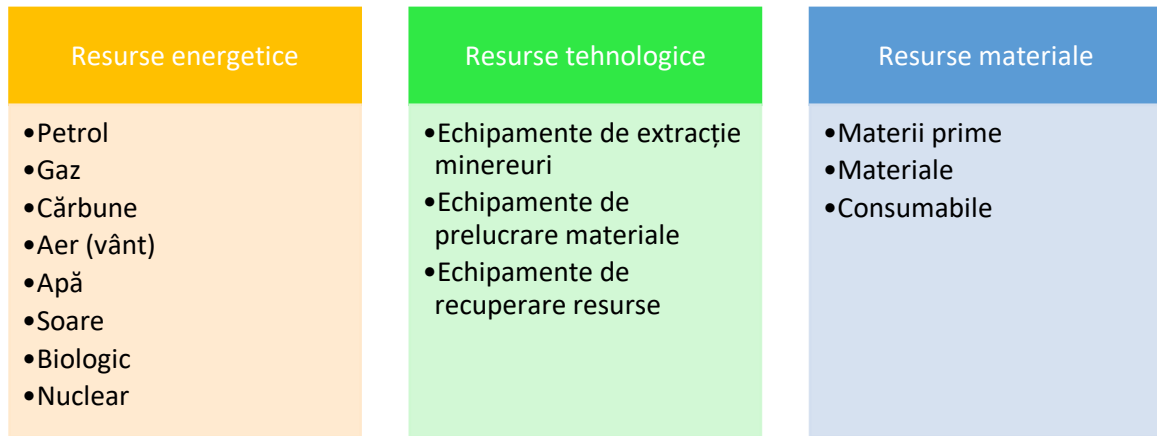 Resurse energetice
•Petrol
•Gaz
•Cărbune
•Aer (vânt)
•Apă
•Soare
•Biologic
•Nuclear
Resurse tehnologice
•Echipamente de extracție
minereuri
•Echipamente de
prelucrare materiale
•Echipamente de
recuperare resurse
Resurse materiale
•Materii prime
•Materiale
•Consumabile